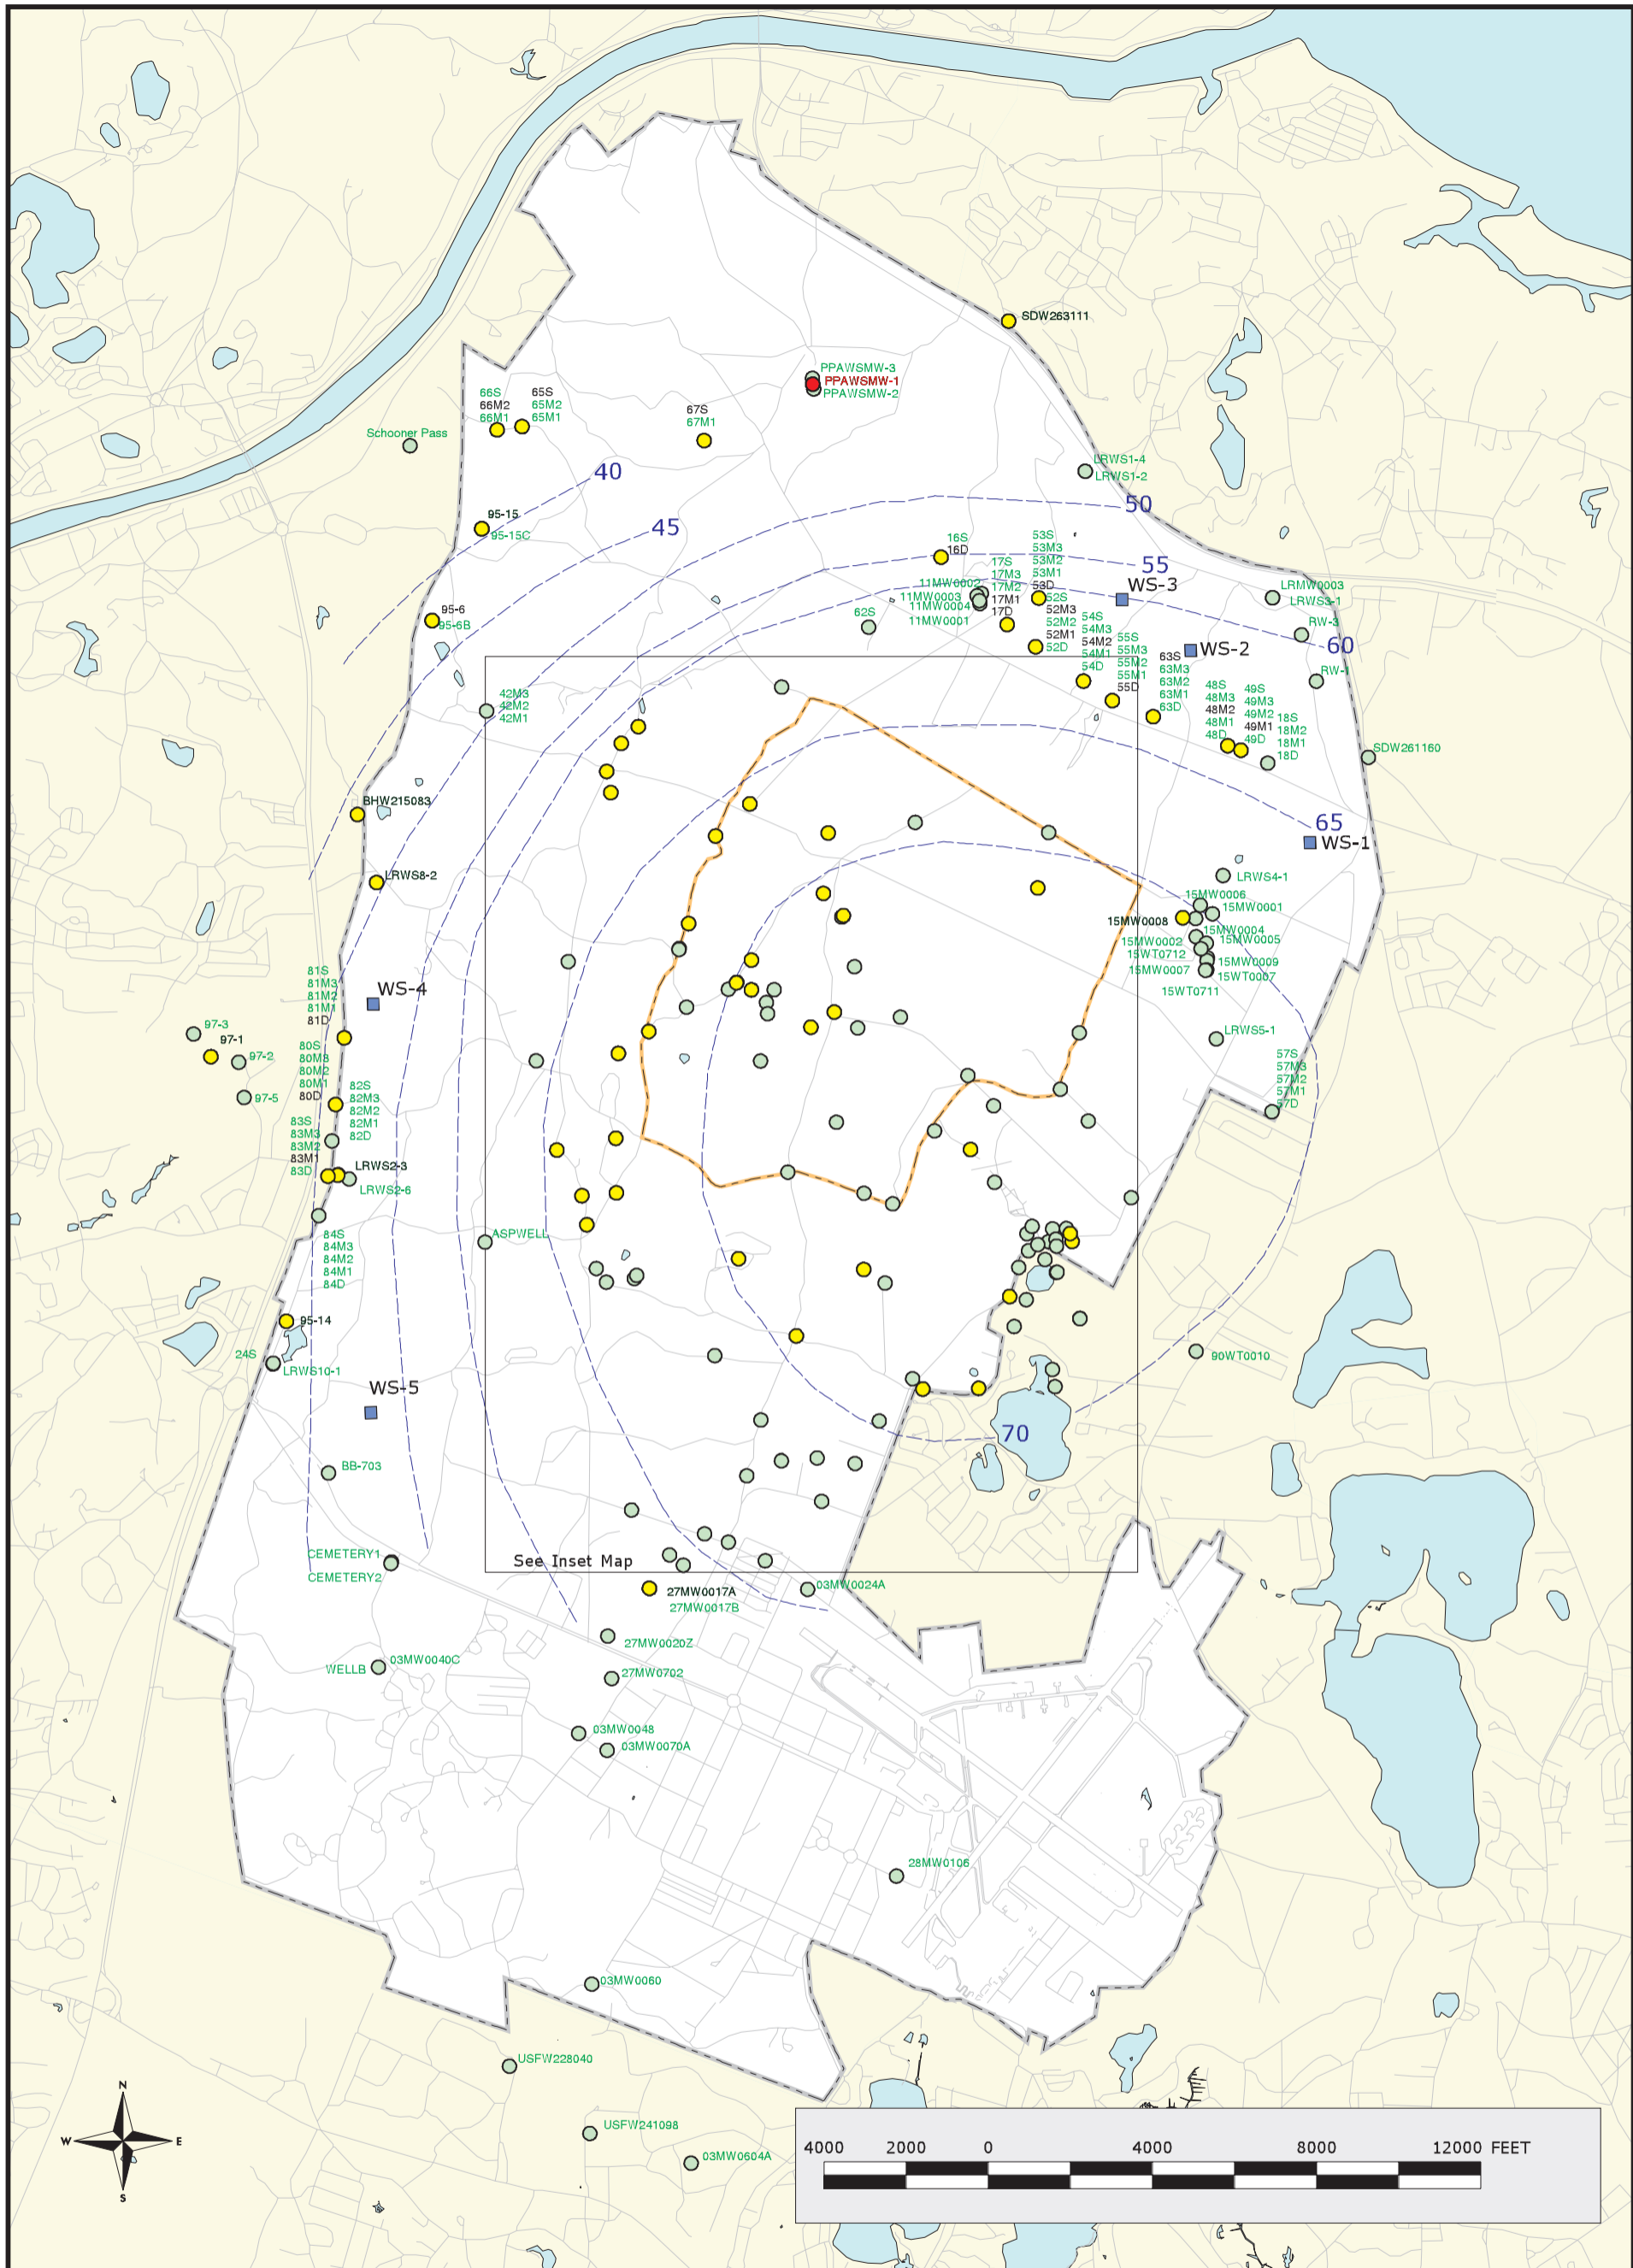 SDW263111
PPAWSMW-3
PPAWSMW-1
PPAWSMW-2
66S
66M2
66M1
65S
65M2
65M1
67S
67M1
Schooner Pass
LRWS1-4
LRWS1-2
40
45
50
55
95-15
95-15C
16S
16D
53S
53M3
53M2
53M1
53D
17S
17M3
17M2
17M1
17D
11MW0002
11MW0003
11MW0004
11MW0001
WS-3
LRMW0003
LRWS3-1
RW-3
60
RW-1
WS-2
95-6
95-6B
62S
52S
52M3
52M2
52M1
52D
54S
54M3
54M2
54M1
54D
55S
55M3
55M2
55M1
55D
63S
63M3
63M2
63M1
63D
48S
48M3
48M2
48M1
48D
49S
49M3
49M2
49M1
49D
18S
18M2
18M1
18D
42M3
42M2
42M1
SDW261160
BHW215083
65
WS-1
LRWS8-2
LRWS4-1
15MW0006
15MW0001
15MW0008
15MW0004
15MW0002
15MW0005
15WT0712
15MW0009
15MW0007
15WT0007
15WT0711
81S
81M3
81M2
81M1
81D
WS-4
97-3
97-1
97-2
97-5
80S
80M3
80M2
80M1
80D
82S
82M3
82M2
82M1
82D
83S
83M3
83M2
83M1
83D
LRWS5-1
57S
57M3
57M2
57M1
57D
LRWS2-3
LRWS2-6
ASPWELL
84S
84M3
84M2
84M1
84D
95-14
24S
LRWS10-1
90WT0010
WS-5
70
BB-703
CEMETERY1
CEMETERY2
See Inset Map
27MW0017A
27MW0017B
03MW0024A
27MW0020Z
WELLB
03MW0040C
27MW0702
03MW0048
03MW0070A
28MW0106
03MW0060
USFW228040
USFW241098
03MW0604A
N
W
E
S
4000 2000 0 4000 8000 12000 FEET